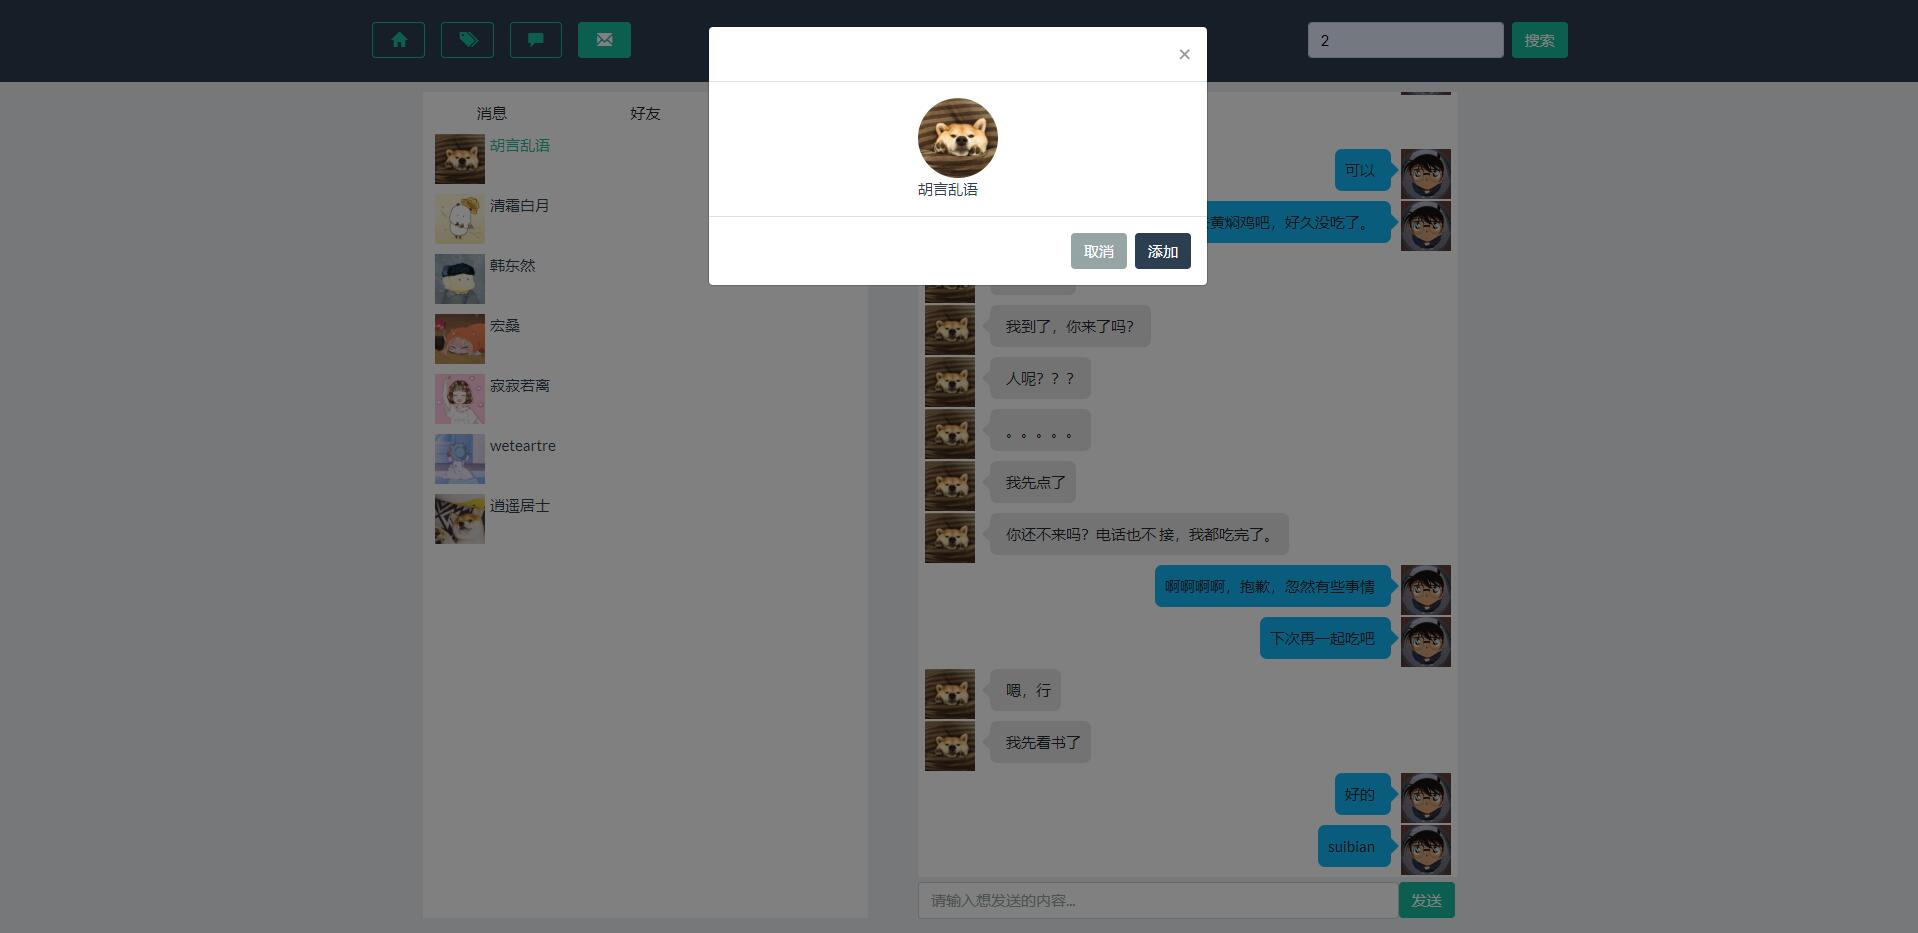 2
搜索
×
胡言乱语
取消
添加
消息
好友
胡言乱语
清霜白月
韩东然
宏燊
寂寂若离
weteartre
逍遥居士
可以
黄焖鸡吧，好久没吃了。
我到了，你来了吗？
人呢？？？
。。。。。
我先点了
你还不来吗？电话也不接，我都吃完了。
啊啊啊啊，抱歉，忽然有些事情
下次再一起吃吧
嗯，行
我先看书了
好的
suibian
请输入想发送的内容...
发送